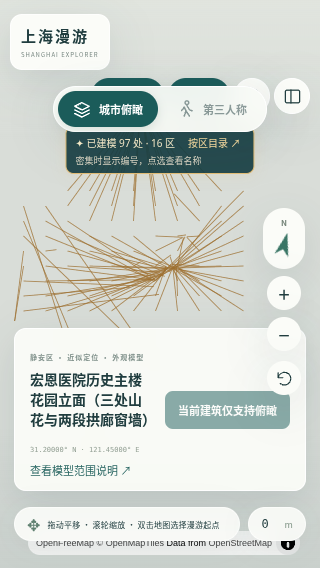 上海漫游
SHANGHAI EXPLORER
城市俯瞰
第三人称
✦ 已建模 97 处 · 16 区 按区目录 ↗
密集时显示编号，点选查看名称
N
+
−
静安区 · 近似定位 · 外观模型
宏恩医院历史主楼
花园立面（三处山
花与两段拱廊窗墙）
当前建筑仅支持俯瞰
31.20000° N · 121.45000° E
查看模型范围说明 ↗
拖动平移 · 滚轮缩放 · 双击地图选择漫游起点
0 m
OpenFreeMap © OpenMapTiles Data from OpenStreetMap